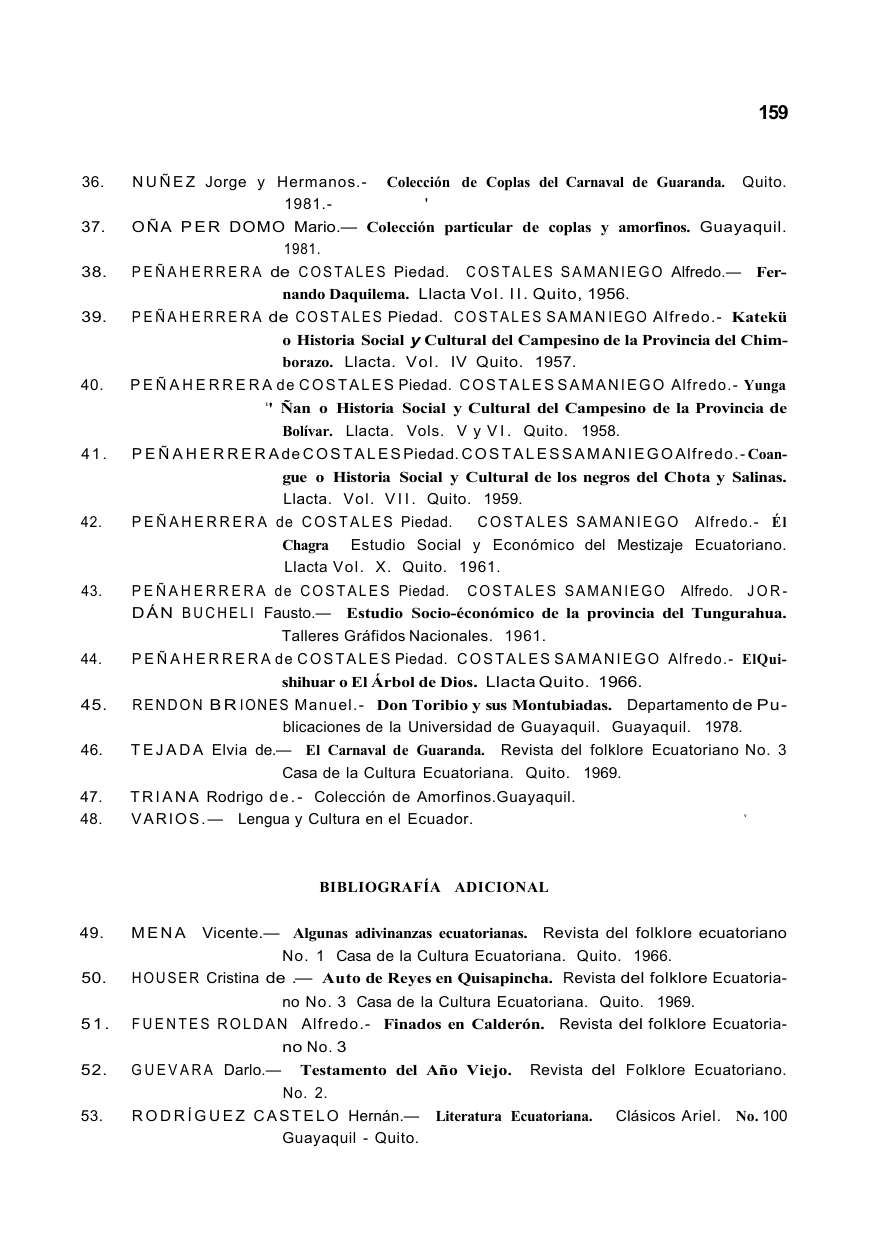 159
36. NUÑEZ Jorge y Hermanos.- Colección de Coplas del Carnaval de Guaranda. Quito.
1981.- '
37. OÑA PER DOMO Mario.— Colección particular de coplas y amorfinos. Guayaquil.
1981.
38. PEÑAHERRERA de COSTALES Piedad. COSTALES SAMANIEGO Alfredo.— Fer-
nando Daquilema. Llacta Vol. II. Quito, 1956.
39. PEÑAHERRERA de COSTALES Piedad. COSTALES SAMANIEGO Alfredo.- Katekü
o Historia Social y Cultural del Campesino de la Provincia del Chim-
borazo. Llacta. Vol. IV Quito. 1957.
40. PEÑAHERRERA de COSTALES Piedad. COSTALES SAMANIEGO Alfredo.- Yunga
' Ñan o Historia Social y Cultural del Campesino de la Provincia de
Bolívar. Llacta. Vols. V y VI. Quito. 1958.
41. PEÑAHERRERA de COSTALES Piedad. COSTALES SAMANIEGO Alfredo.- Coan-
gue o Historia Social y Cultural de los negros del Chota y Salinas.
Llacta. Vol. VII. Quito. 1959.
42. PEÑAHERRERA de COSTALES Piedad. COSTALES SAMANIEGO Alfredo.- Él
Chagra Estudio Social y Económico del Mestizaje Ecuatoriano.
Llacta Vol. X. Quito. 1961.
43. PEÑAHERRERA de COSTALES Piedad. COSTALES SAMANIEGO Alfredo. JOR-
DÁN BUCHELI Fausto.— Estudio Socio-éconómico de la provincia del Tungurahua.
Talleres Gráfidos Nacionales. 1961.
44. PEÑAHERRERA de COSTALES Piedad. COSTALES SAMANIEGO Alfredo.- ElQui-
shihuar o El Árbol de Dios. Llacta Quito. 1966.
45. RENDON BRIONES Manuel.- Don Toribio y sus Montubiadas. Departamento de Pu-
blicaciones de la Universidad de Guayaquil. Guayaquil. 1978.
46. TEJADA Elvia de.— El Carnaval de Guaranda. Revista del folklore Ecuatoriano No. 3
Casa de la Cultura Ecuatoriana. Quito. 1969.
47. TRIANA Rodrigo de.- Colección de Amorfinos.Guayaquil.
48. VARIOS.— Lengua y Cultura en el Ecuador.
BIBLIOGRAFÍA ADICIONAL
49. MENA Vicente.— Algunas adivinanzas ecuatorianas. Revista del folklore ecuatoriano
No. 1 Casa de la Cultura Ecuatoriana. Quito. 1966.
50. HOUSER Cristina de .— Auto de Reyes en Quisapincha. Revista del folklore Ecuatoria-
no No. 3 Casa de la Cultura Ecuatoriana. Quito. 1969.
51. FUENTES ROLDAN Alfredo.- Finados en Calderón. Revista del folklore Ecuatoria-
no No. 3
52. GUEVARA Darlo.— Testamento del Año Viejo. Revista del Folklore Ecuatoriano.
No. 2.
53. RODRÍGUEZ CASTELO Hernán.— Literatura Ecuatoriana. Clásicos Ariel. No. 100
Guayaquil - Quito.